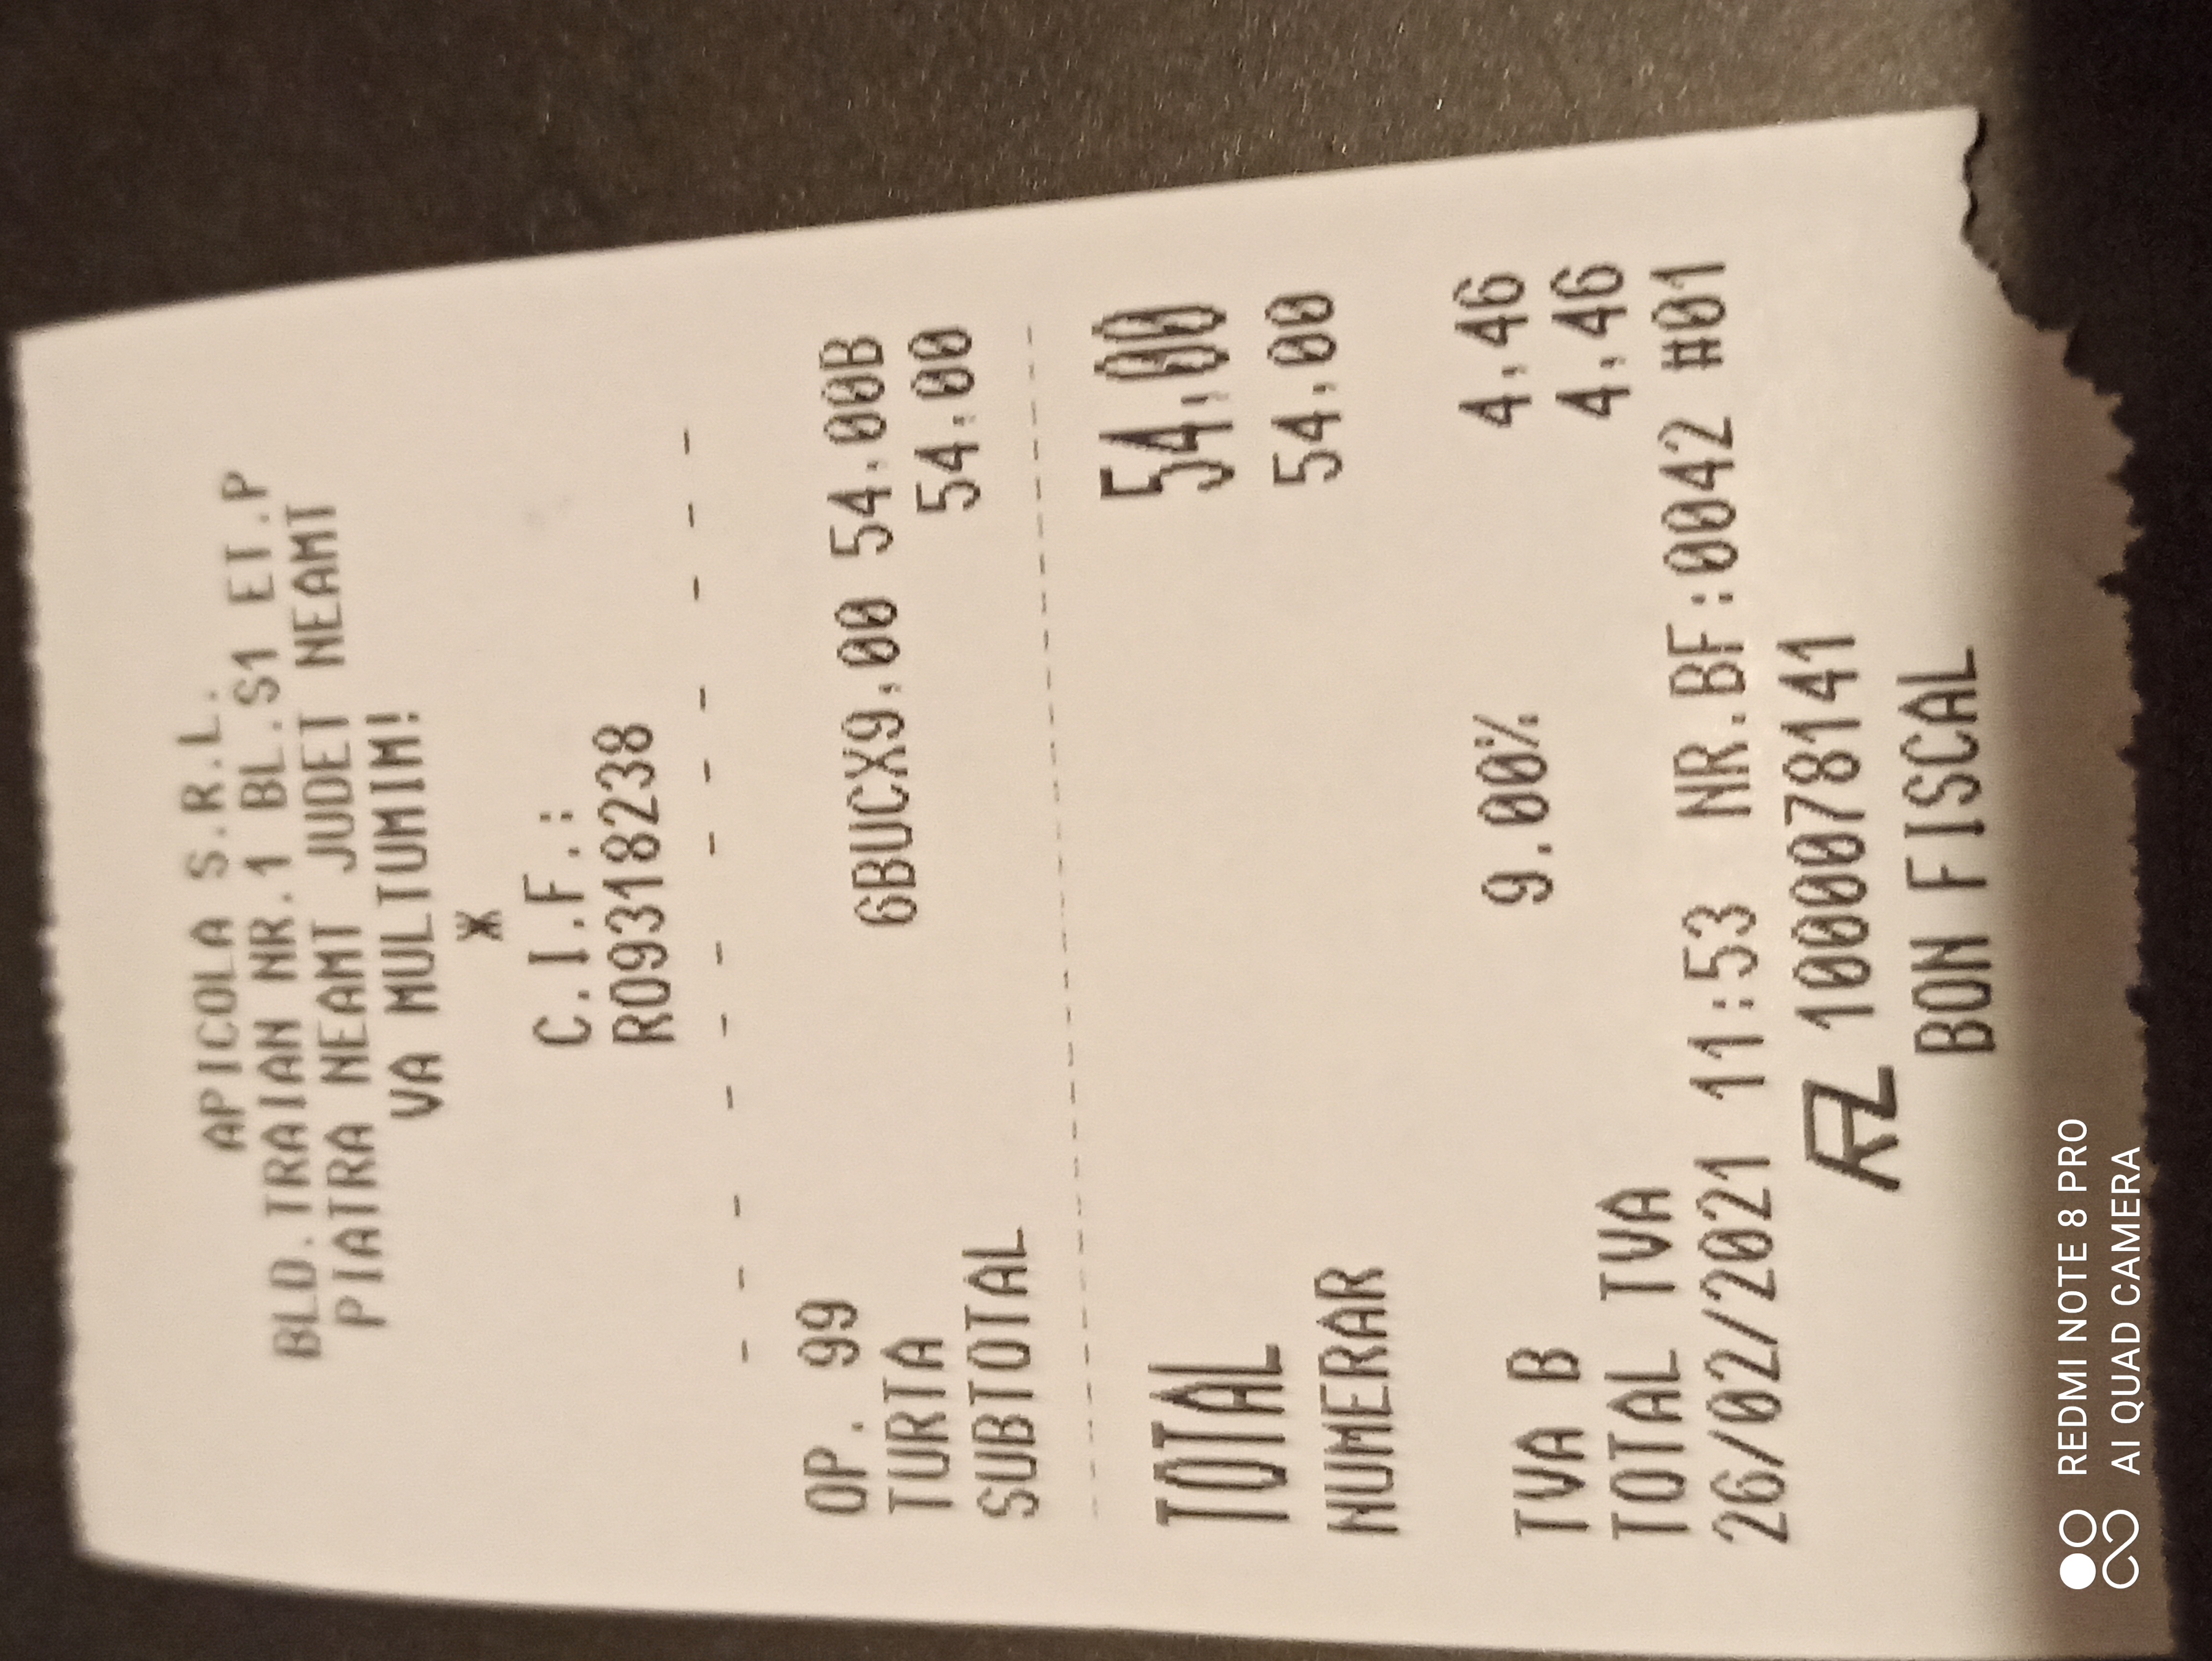 APICOLA S.R.L.
BLD.TRAIAN NR.1 BL.S1 ET.P
PIATRA NEAMT JUDET NEAMT
VA MULTUMIM!
*
C.I.F.:
RO9318238
- - - - - - - - - - - - -
OP. 99
6BUCX9,00 54.00B
TURTA 54.00
SUBTOTAL
TOTAL 54,00
NUMERAR 54,00
TVA B 9.00% 4,46
TOTAL TVA 4,46
26/02/2021 11:53 NR.BF:0042 #01
AZ 1000078141
BON FISCAL
REDMI NOTE 8 PRO
AI QUAD CAMERA